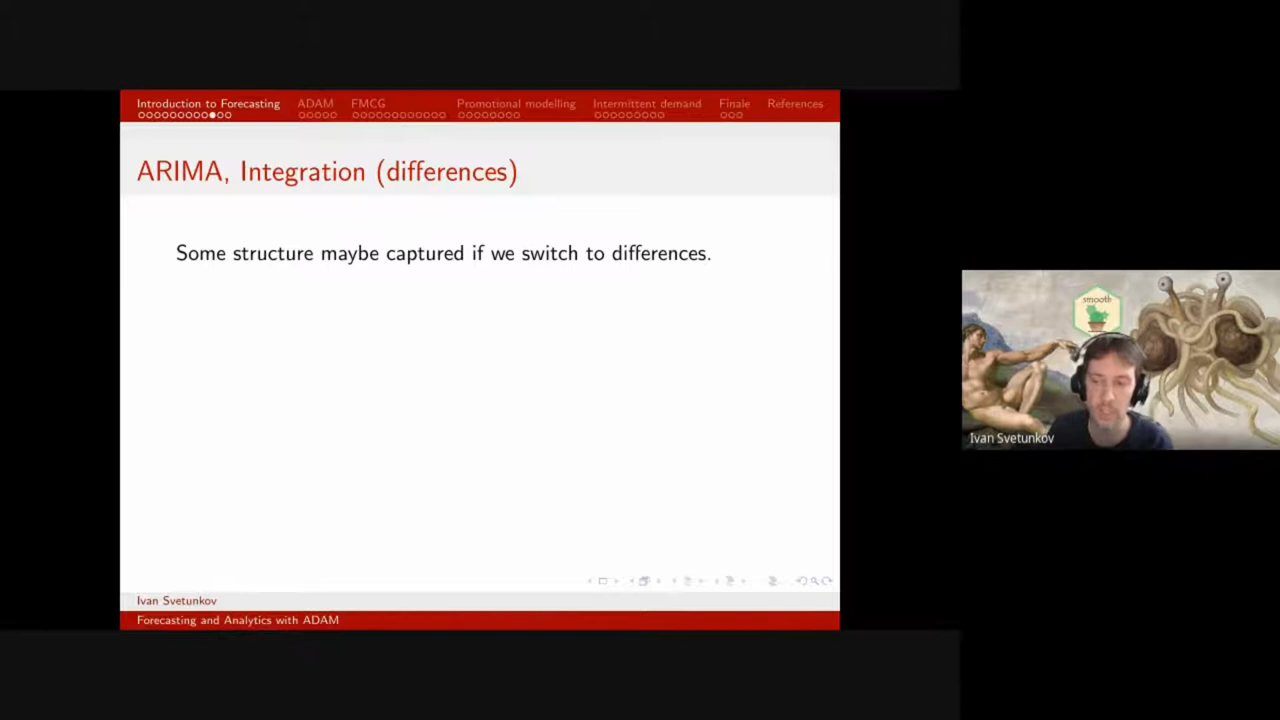 Introduction to Forecasting ADAM FMCG Promotional modelling Intermittent demand Finale References
ARIMA, Integration (differences)
Some structure maybe captured if we switch to differences.
smooth
Ivan Svetunkov
Ivan Svetunkov
Forecasting and Analytics with ADAM